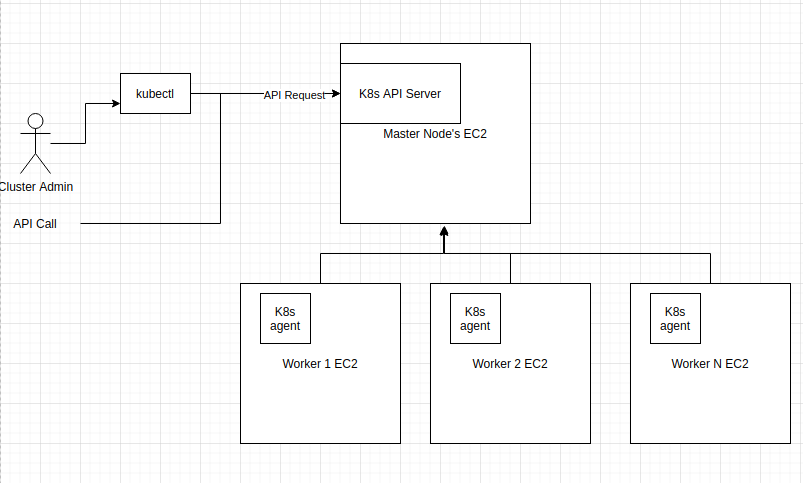 kubectl
API Request
K8s API Server
Master Node's EC2
Cluster Admin
API Call
K8s
agent
Worker 1 EC2
K8s
agent
Worker 2 EC2
K8s
agent
Worker N EC2